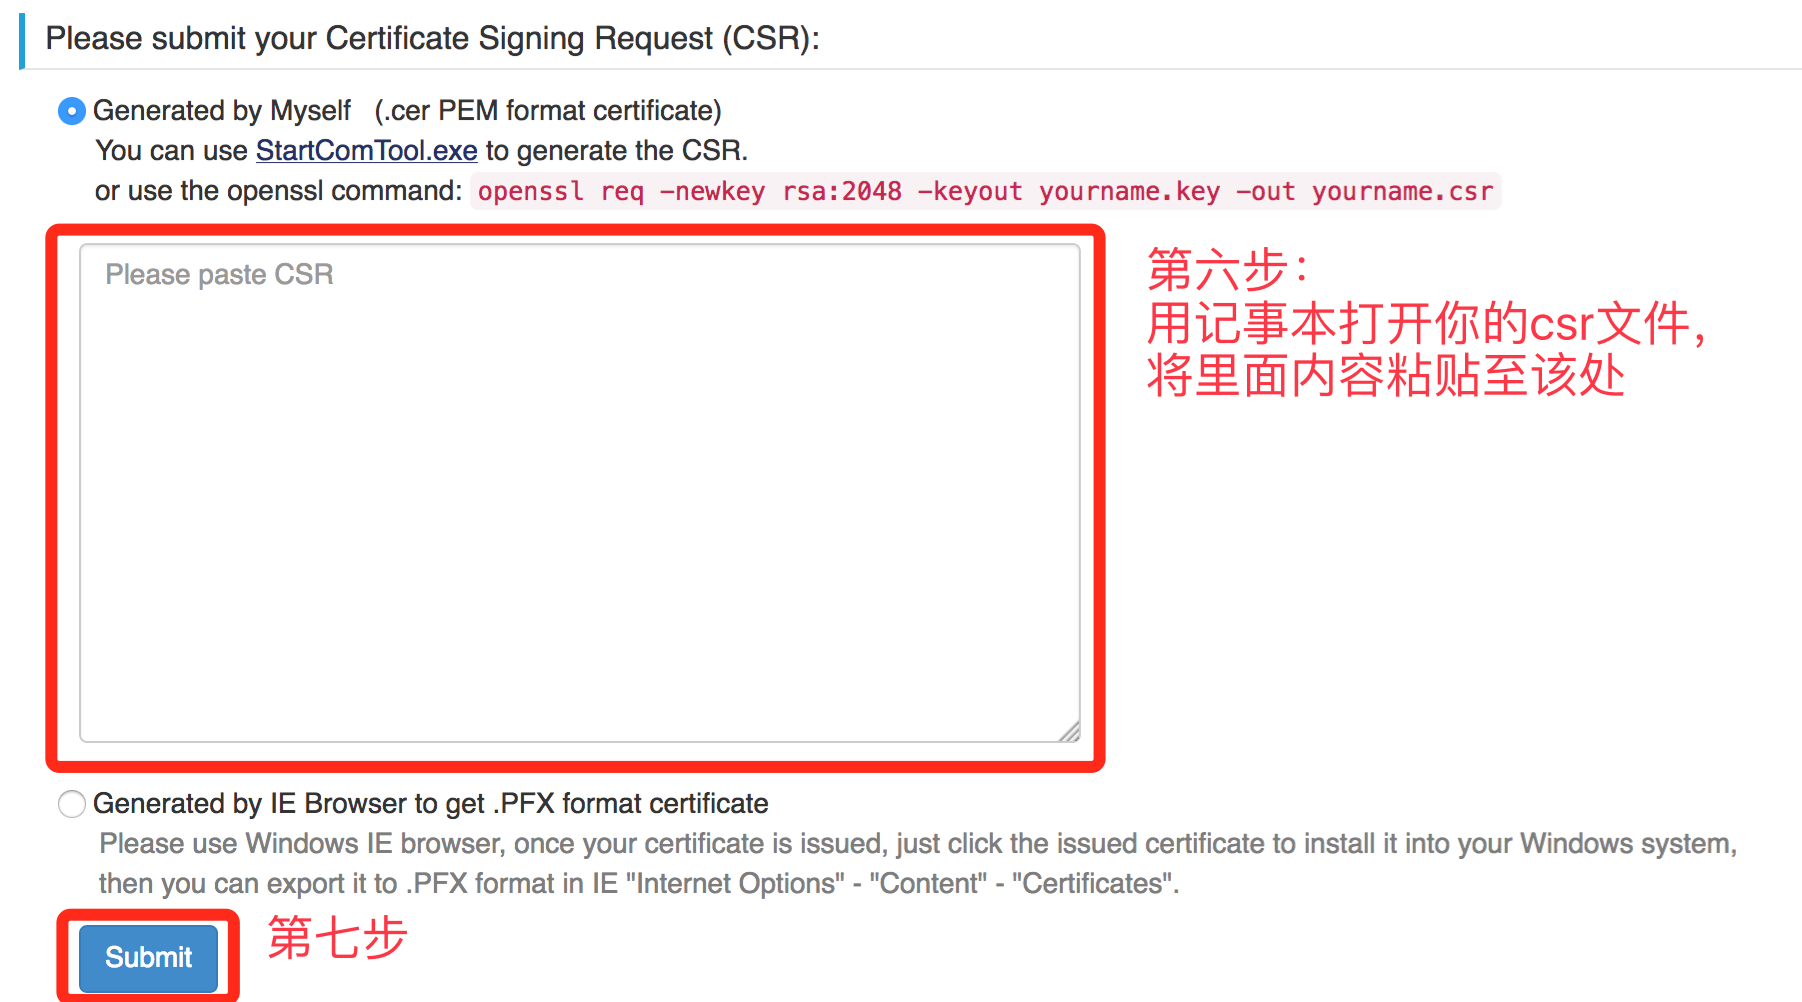 Please submit your Certificate Signing Request (CSR):
Generated by Myself (.cer PEM format certificate)
You can use StartComTool.exe to generate the CSR.
or use the openssl command: openssl req -newkey rsa:2048 -keyout yourname.key -out yourname.csr
Please paste CSR
第六步：
用记事本打开你的csr文件，
将里面内容粘贴至该处
Generated by IE Browser to get .PFX format certificate
Please use Windows IE browser, once your certificate is issued, just click the issued certificate to install it into your Windows system,
then you can export it to .PFX format in IE "Internet Options" - "Content" - "Certificates".
Submit
第七步